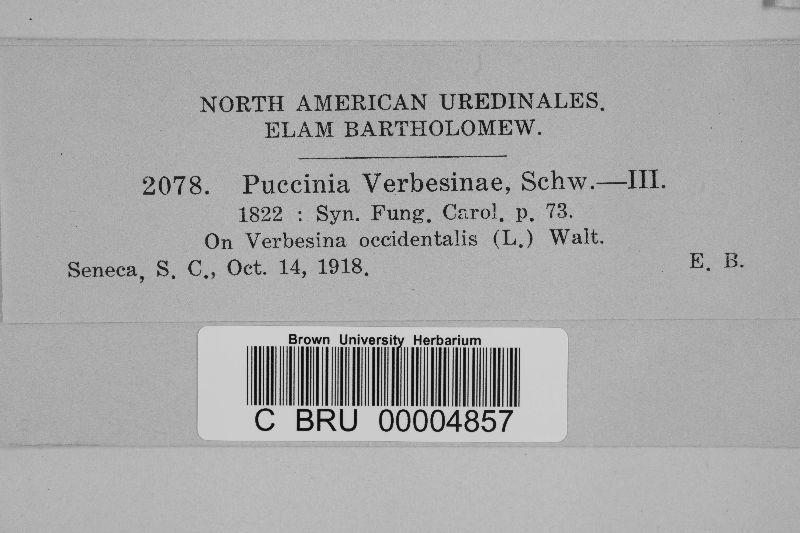 NORTH AMERICAN UREDINALES.
ELAM BARTHOLOMEW.
2078. Puccinia Verbesinae, Schw.—III.
1822 : Syn. Fung. Carol. p. 73.
On Verbesina occidentalis (L.) Walt.
Seneca, S. C., Oct. 14, 1918. E. B.
Brown University Herbarium
C BRU 00004857